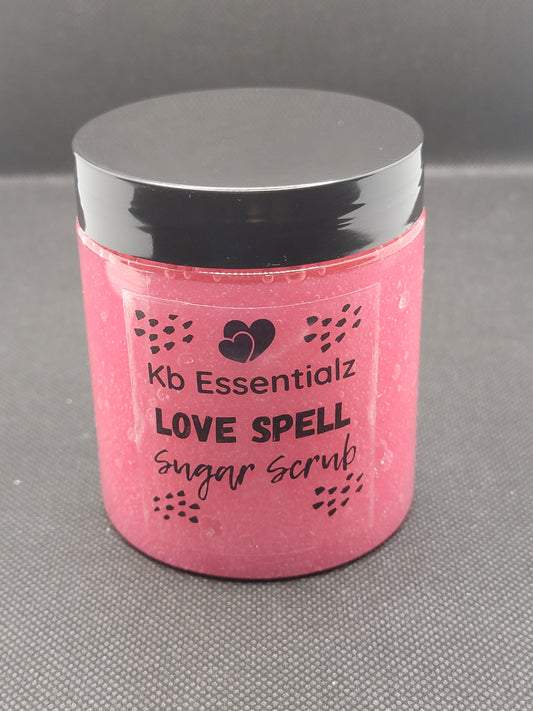 Kb Essentialz
LOVE SPELL
Sugar Scrub